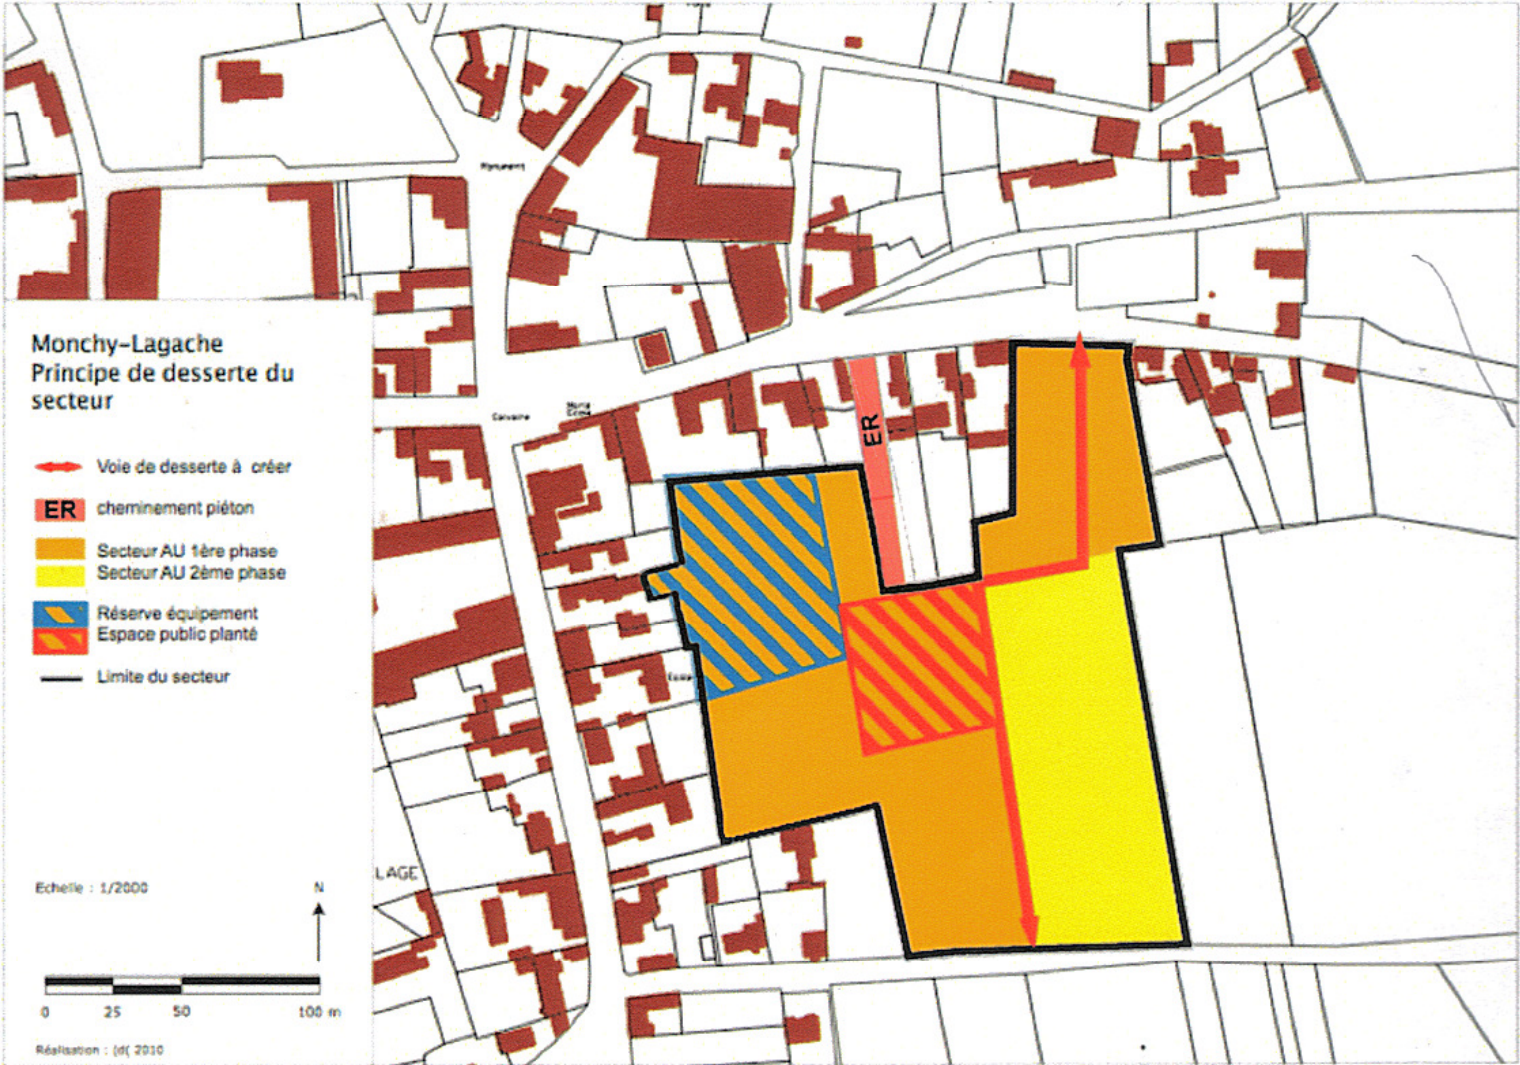 Monument
Monchy-Lagache
Principe de desserte du
secteur
Calvaire
ER
Voie de desserte à créer
ER cheminement piéton
Secteur AU 1ère phase
Secteur AU 2ème phase
Réserve équipement
Espace public planté
Limite du secteur
LAGE
Echelle : 1/2000
N
0 25 50 100 m
Réalisation : 2010